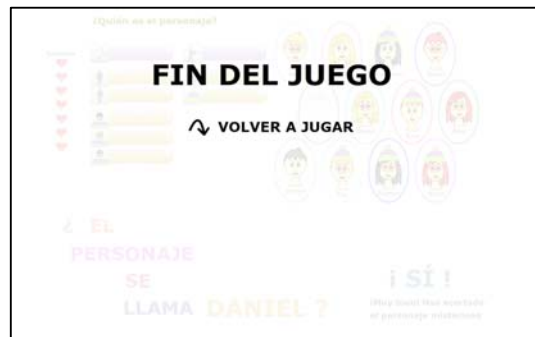 ¿Quién es el personaje?
FIN DEL JUEGO
VOLVER A JUGAR
¿ EL
PERSONAJE
SE
LLAMA DANIEL ?
¡ SÍ !
¡Muy bien! Has acertado
el personaje misterioso